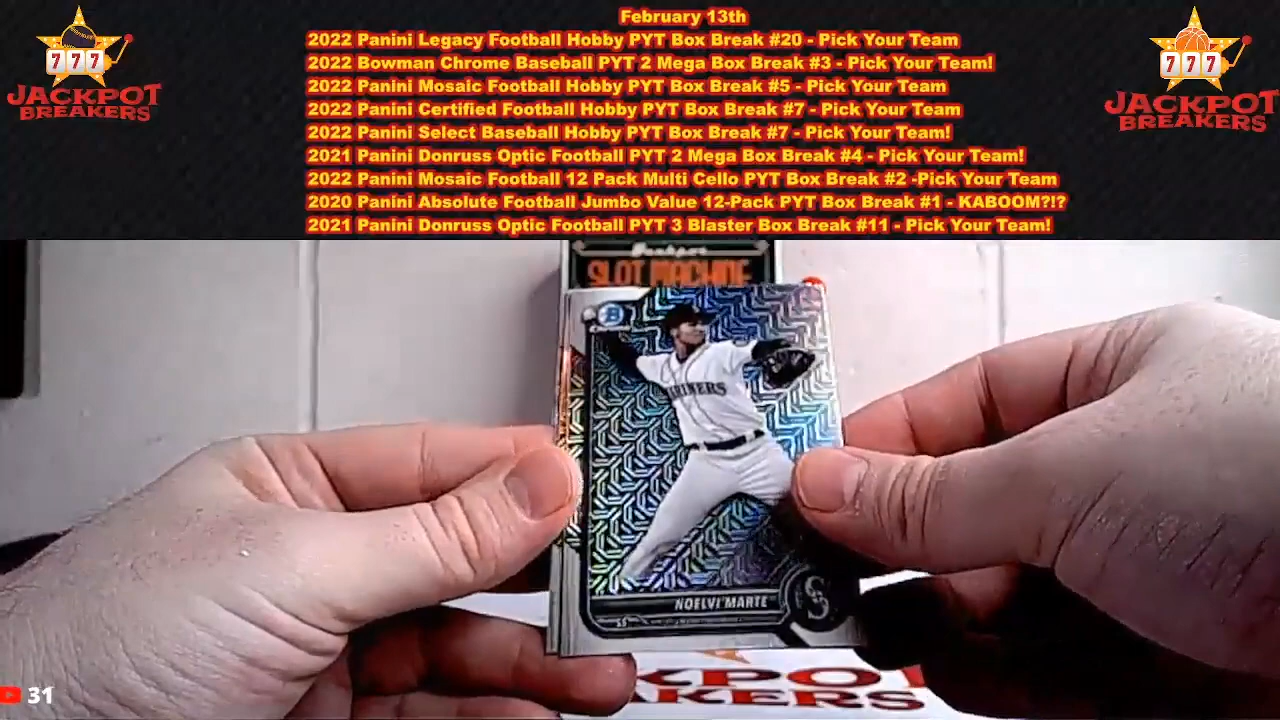 February 13th
2022 Panini Legacy Football Hobby PYT Box Break #20 - Pick Your Team
2022 Bowman Chrome Baseball PYT 2 Mega Box Break #3 - Pick Your Team!
2022 Panini Mosaic Football Hobby PYT Box Break #5 - Pick Your Team
2022 Panini Certified Football Hobby PYT Box Break #7 - Pick Your Team
2022 Panini Select Baseball Hobby PYT Box Break #7 - Pick Your Team!
2021 Panini Donruss Optic Football PYT 2 Mega Box Break #4 - Pick Your Team!
2022 Panini Mosaic Football 12 Pack Multi Cello PYT Box Break #2 -Pick Your Team
2020 Panini Absolute Football Jumbo Value 12-Pack PYT Box Break #1 - KABOOM?!?
2021 Panini Donruss Optic Football PYT 3 Blaster Box Break #11 - Pick Your Team!
777
JACKPOT
BREAKERS
777
JACKPOT
BREAKERS
SLOT MACHINE
B
Chrome
MARINERS
NOELVI MARTE
SS
S
CKPO
KERS
31